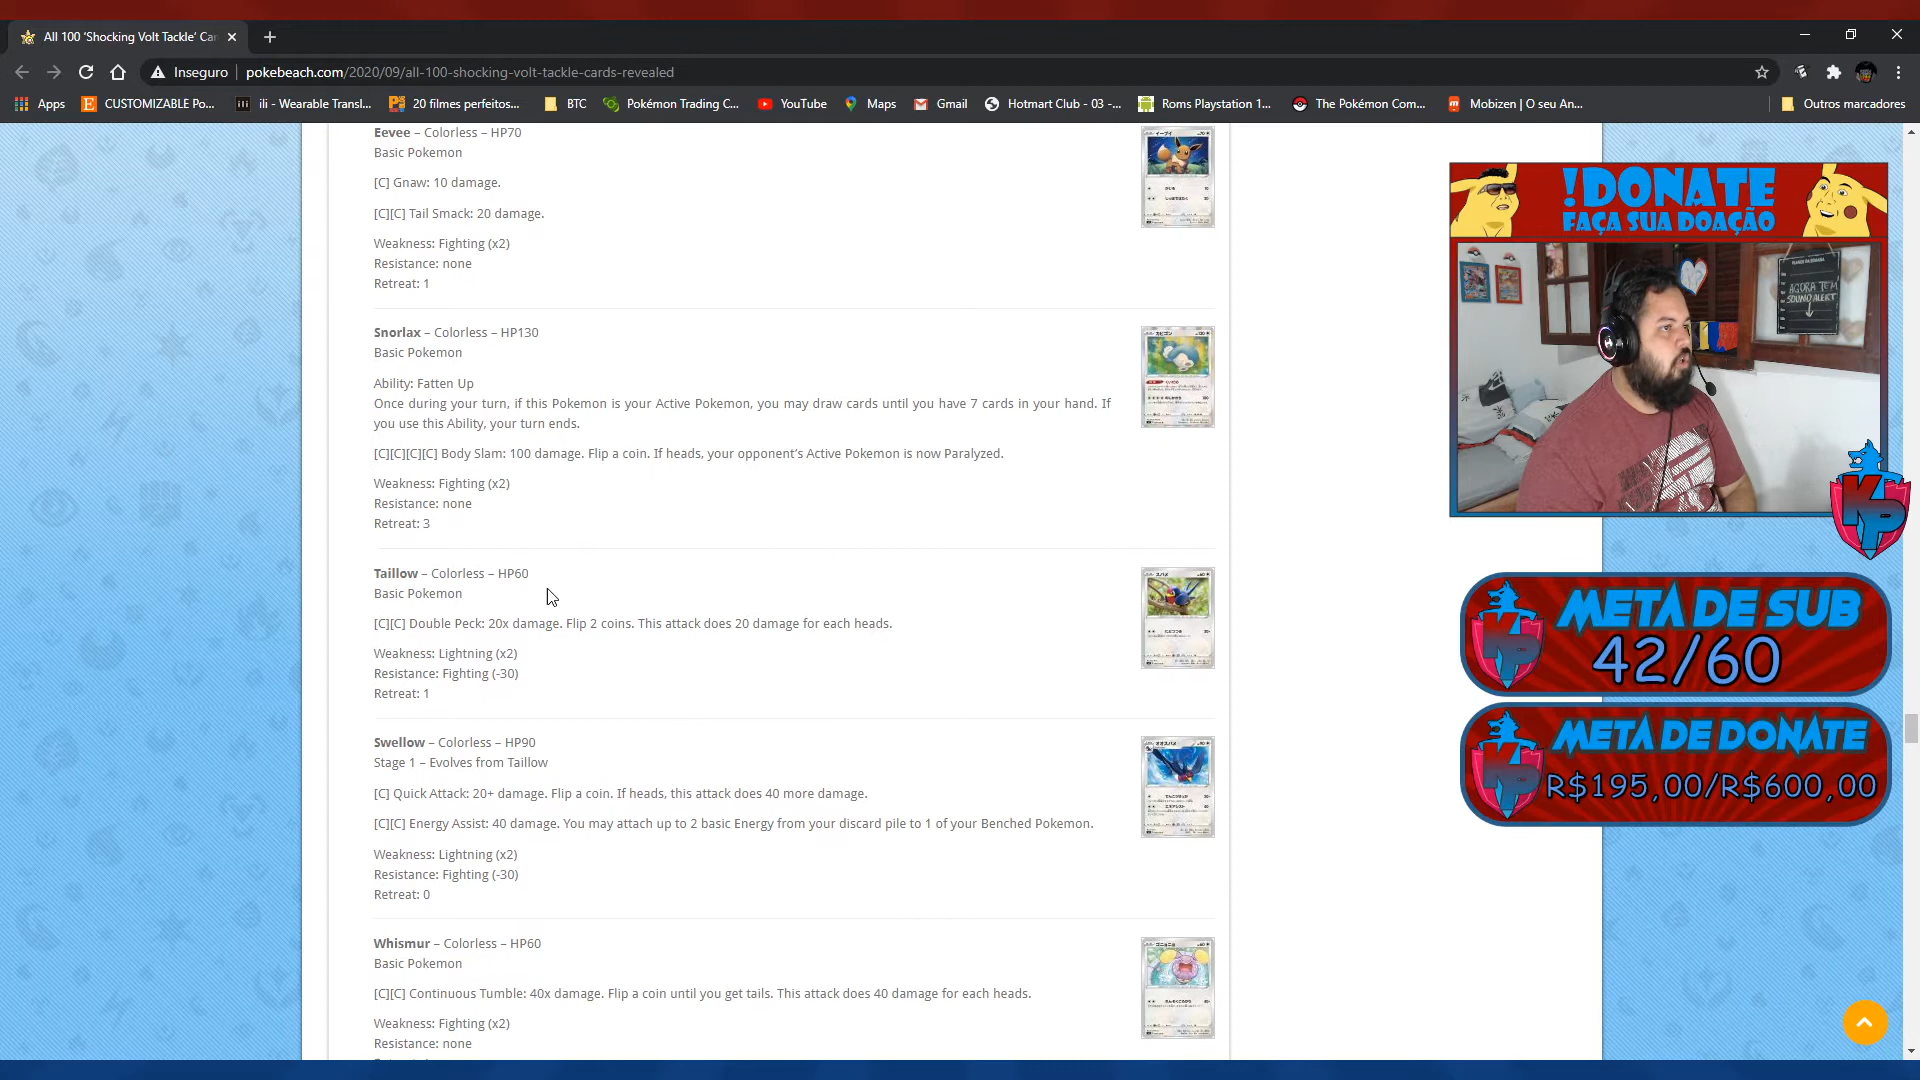 All 100 'Shocking Volt Tackle' Car
Inseguro
pokebeach.com/2020/09/all-100-shocking-volt-tackle-cards-revealed
Apps
CUSTOMIZABLE Po...
ili - Wearable Transl...
20 filmes perfeitos...
BTC
Pokémon Trading C...
YouTube
Maps
Gmail
Hotmart Club - 03 -...
Roms Playstation 1...
The Pokémon Com...
Mobizen | O seu An...
Outros marcadores
Eevee – Colorless – HP70
Basic Pokemon
[C] Gnaw: 10 damage.
[C][C] Tail Smack: 20 damage.
Weakness: Fighting (x2)
Resistance: none
Retreat: 1
Snorlax – Colorless – HP130
Basic Pokemon
Ability: Fatten Up
Once during your turn, if this Pokemon is your Active Pokemon, you may draw cards until you have 7 cards in your hand. If
you use this Ability, your turn ends.
[C][C][C][C] Body Slam: 100 damage. Flip a coin. If heads, your opponent's Active Pokemon is now Paralyzed.
Weakness: Fighting (x2)
Resistance: none
Retreat: 3
Taillow – Colorless – HP60
Basic Pokemon
[C][C] Double Peck: 20x damage. Flip 2 coins. This attack does 20 damage for each heads.
Weakness: Lightning (x2)
Resistance: Fighting (-30)
Retreat: 1
Swellow – Colorless – HP90
Stage 1 – Evolves from Taillow
[C] Quick Attack: 20+ damage. Flip a coin. If heads, this attack does 40 more damage.
[C][C] Energy Assist: 40 damage. You may attach up to 2 basic Energy from your discard pile to 1 of your Benched Pokemon.
Weakness: Lightning (x2)
Resistance: Fighting (-30)
Retreat: 0
Whismur – Colorless – HP60
Basic Pokemon
[C][C] Continuous Tumble: 40x damage. Flip a coin until you get tails. This attack does 40 damage for each heads.
Weakness: Fighting (x2)
Resistance: none
!DONATE
FAÇA SUA DOAÇÃO
AGORA TEM
SOUND ALERT
KP
META DE SUB
42/60
META DE DONATE
R$195,00/R$600,00